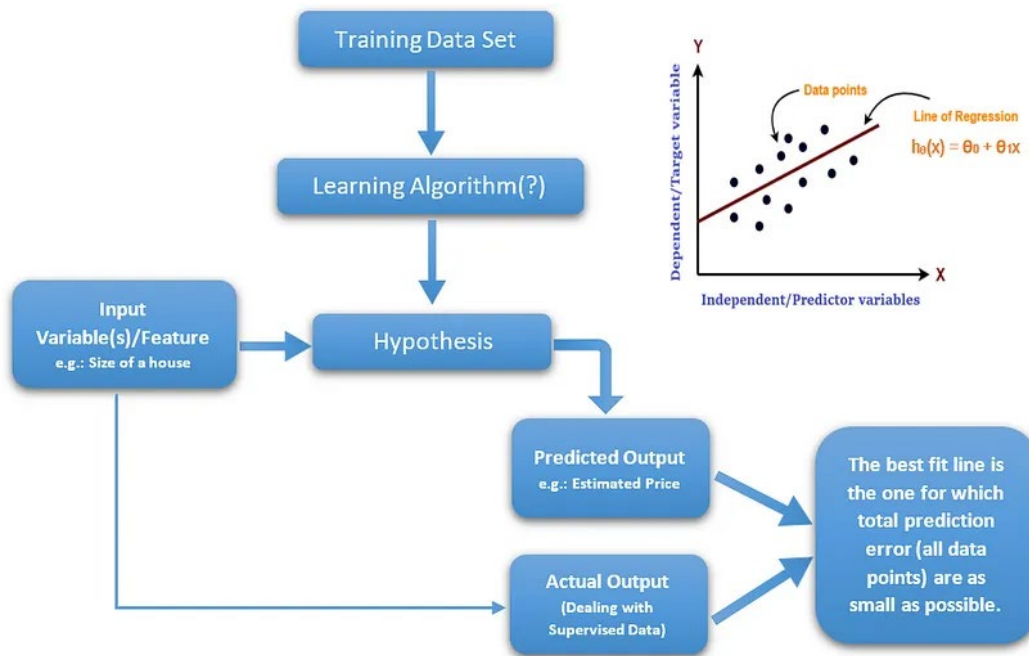 Training Data Set
Learning Algorithm(?)
Input
Variable(s)/Feature
e.g.: Size of a house
Hypothesis
Predicted Output
e.g.: Estimated Price
Actual Output
(Dealing with
Supervised Data)
The best fit line is
the one for which
total prediction
error (all data
points) are as
small as possible.
Y
Dependent/Target variable
Data points
Line of Regression
hθ(x) = θ0 + θ1x
X
Independent/Predictor variables